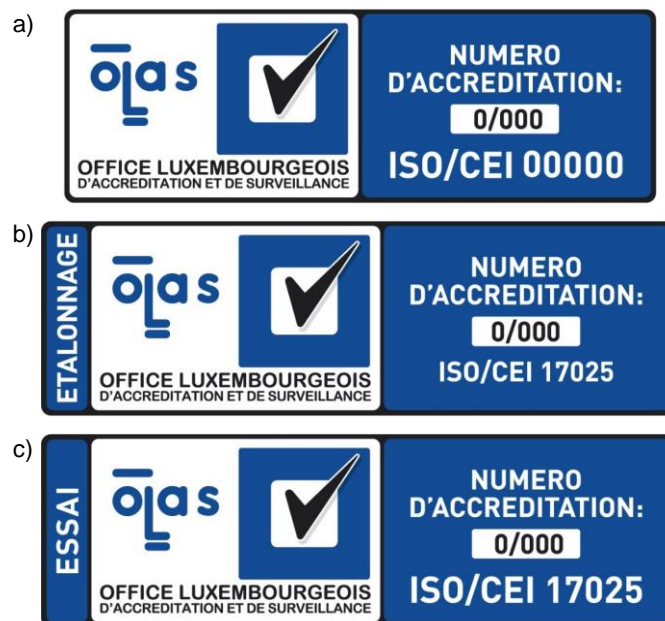 a)
olas
OFFICE LUXEMBOURGEOIS
D'ACCREDITATION ET DE SURVEILLANCE
NUMERO
D'ACCREDITATION:
0/000
ISO/CEI 00000
b)
ETALONNAGE
olas
OFFICE LUXEMBOURGEOIS
D'ACCREDITATION ET DE SURVEILLANCE
NUMERO
D'ACCREDITATION:
0/000
ISO/CEI 17025
c)
ESSAI
olas
OFFICE LUXEMBOURGEOIS
D'ACCREDITATION ET DE SURVEILLANCE
NUMERO
D'ACCREDITATION:
0/000
ISO/CEI 17025